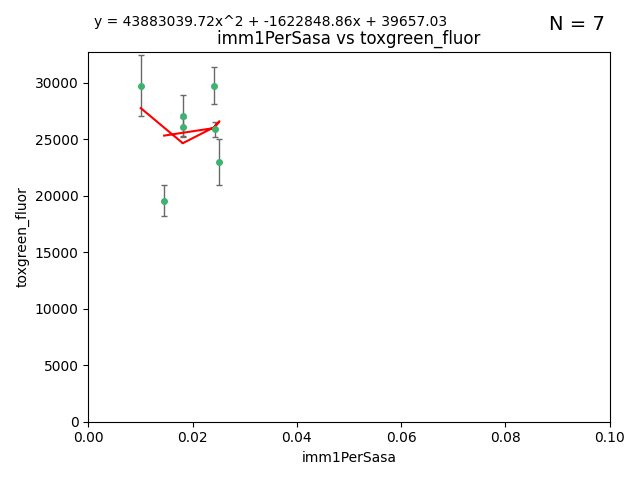 y = 43883039.72x^2 + -1622848.86x + 39657.03
N = 7
imm1PerSasa vs toxgreen_fluor
30000
25000
20000
15000
10000
5000
0
toxgreen_fluor
0.00 0.02 0.04 0.06 0.08 0.10
imm1PerSasa